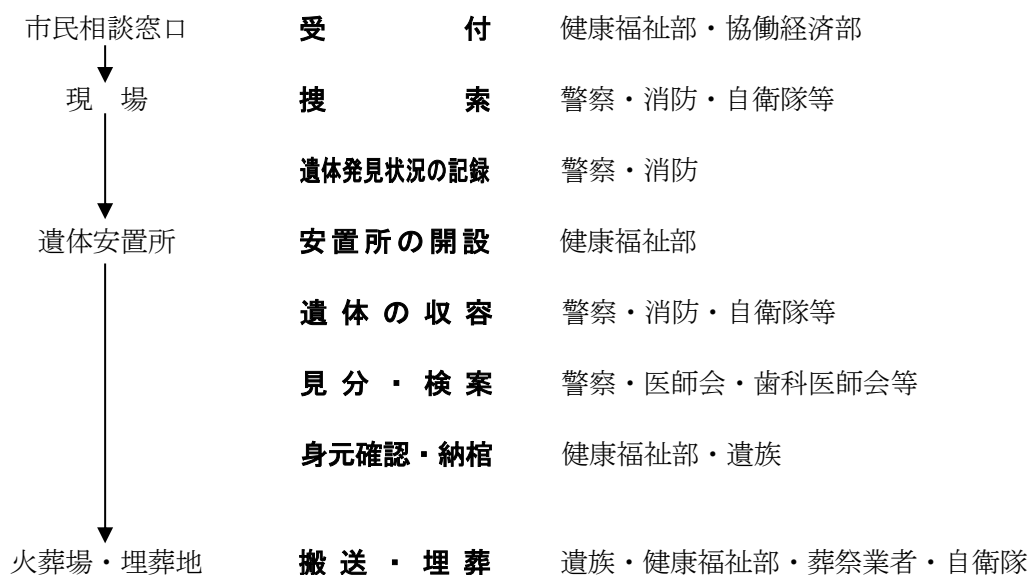 市民相談窓口 受付 健康福祉部・協働経済部
現場 捜索 警察・消防・自衛隊等
遺体発見状況の記録 警察・消防
遺体安置所 安置所の開設 健康福祉部
遺体の収容 警察・消防・自衛隊等
見分・検案 警察・医師会・歯科医師会等
身元確認・納棺 健康福祉部・遺族
火葬場・埋葬地 搬送・埋葬 遺族・健康福祉部・葬祭業者・自衛隊